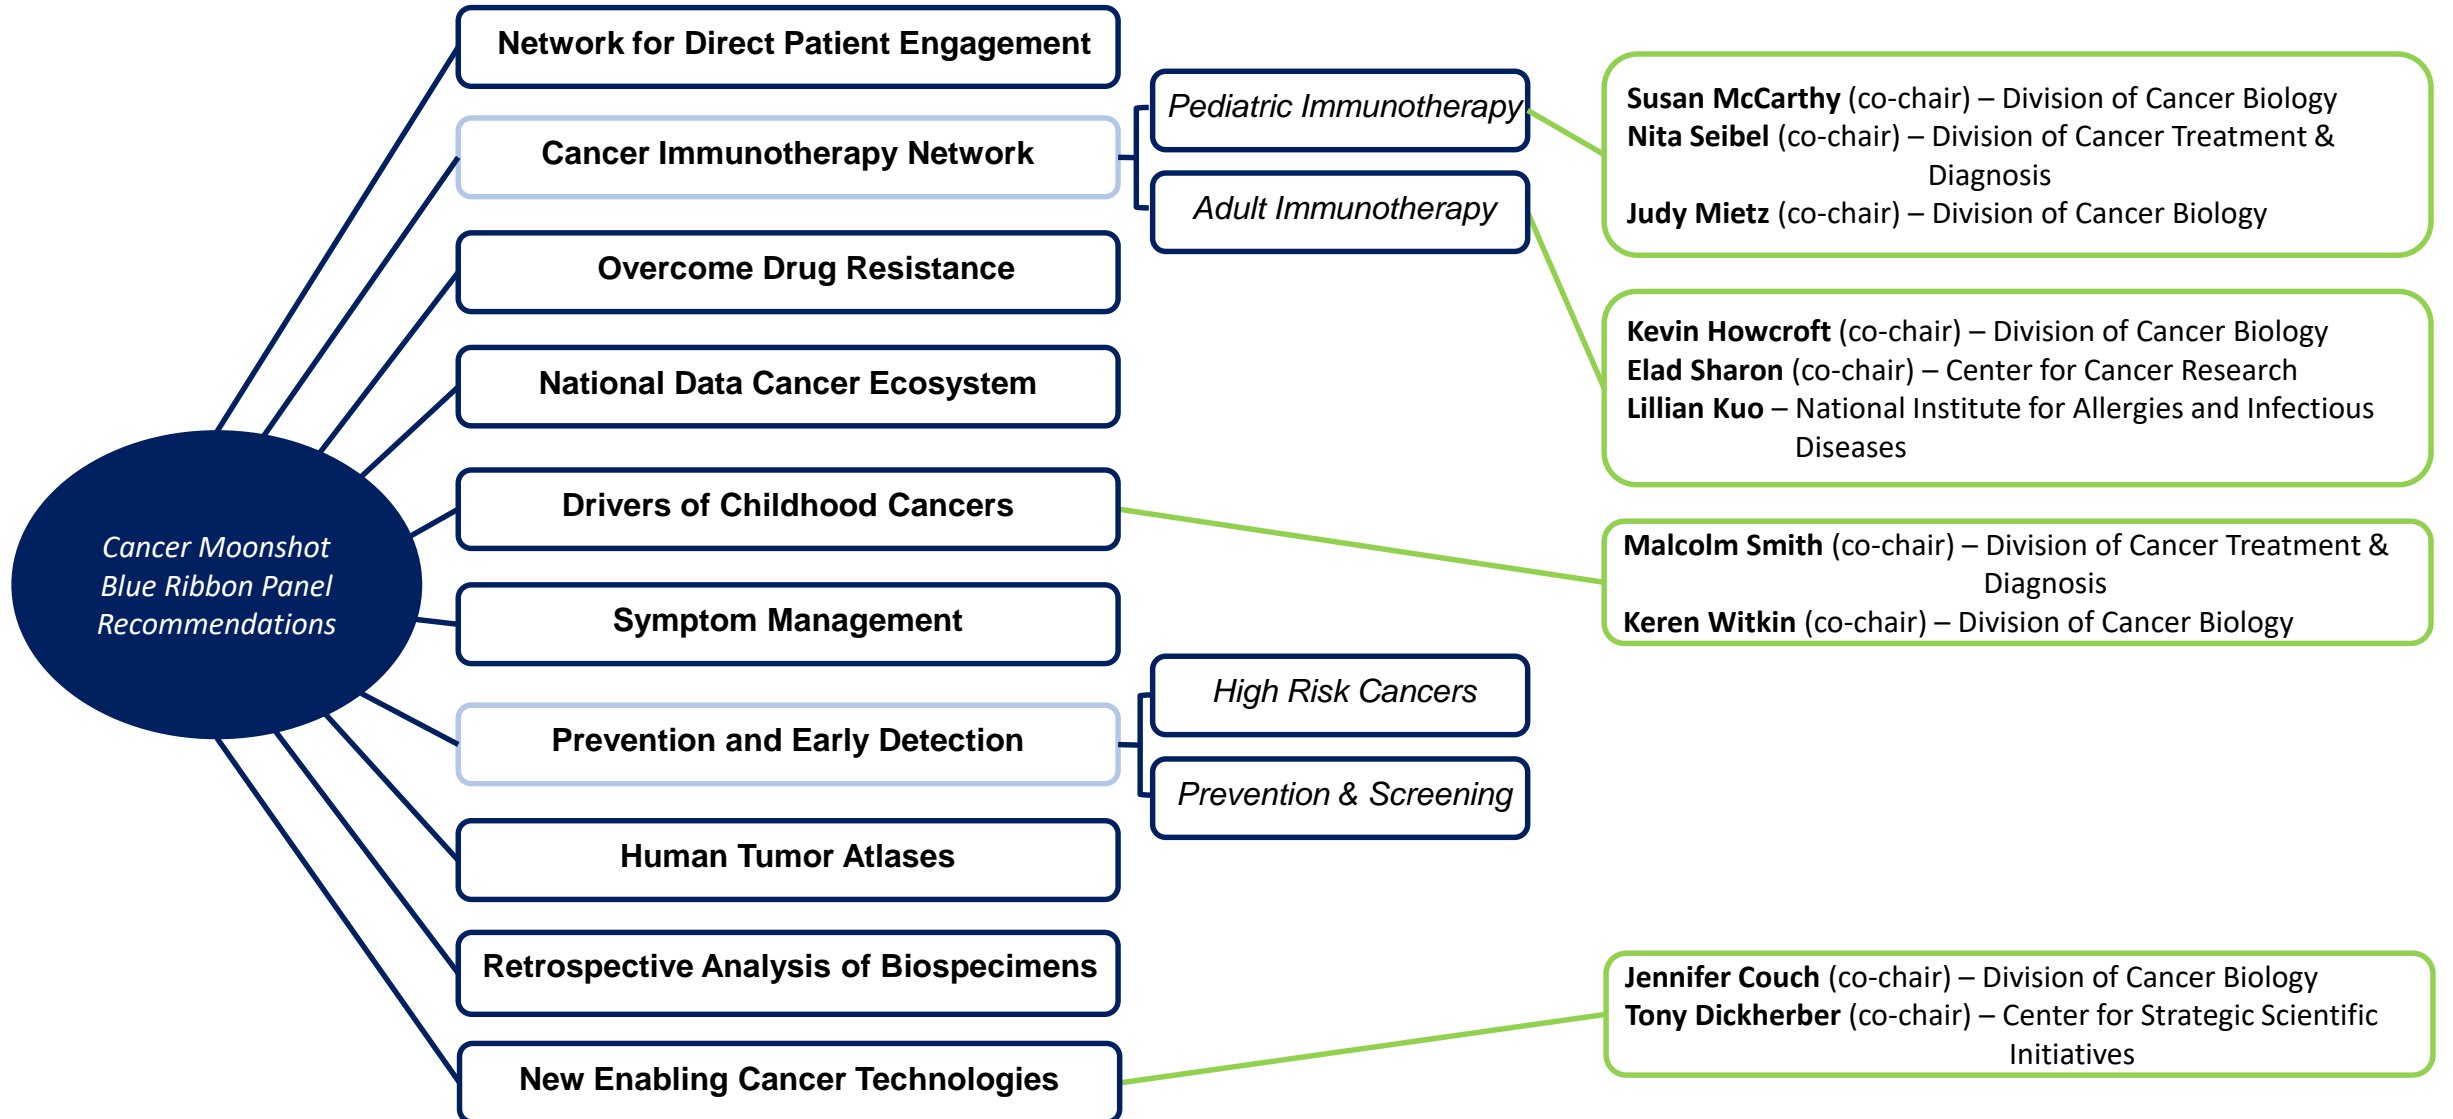 Cancer Moonshot
Blue Ribbon Panel
Recommendations
Network for Direct Patient Engagement
Cancer Immunotherapy Network
Overcome Drug Resistance
National Data Cancer Ecosystem
Drivers of Childhood Cancers
Symptom Management
Prevention and Early Detection
Human Tumor Atlases
Retrospective Analysis of Biospecimens
New Enabling Cancer Technologies
Pediatric Immunotherapy
Adult Immunotherapy
High Risk Cancers
Prevention & Screening
Susan McCarthy (co-chair) – Division of Cancer Biology
Nita Seibel (co-chair) – Division of Cancer Treatment &
Diagnosis
Judy Mietz (co-chair) – Division of Cancer Biology
Kevin Howcroft (co-chair) – Division of Cancer Biology
Elad Sharon (co-chair) – Center for Cancer Research
Lillian Kuo – National Institute for Allergies and Infectious
Diseases
Malcolm Smith (co-chair) – Division of Cancer Treatment &
Diagnosis
Keren Witkin (co-chair) – Division of Cancer Biology
Jennifer Couch (co-chair) – Division of Cancer Biology
Tony Dickherber (co-chair) – Center for Strategic Scientific
Initiatives